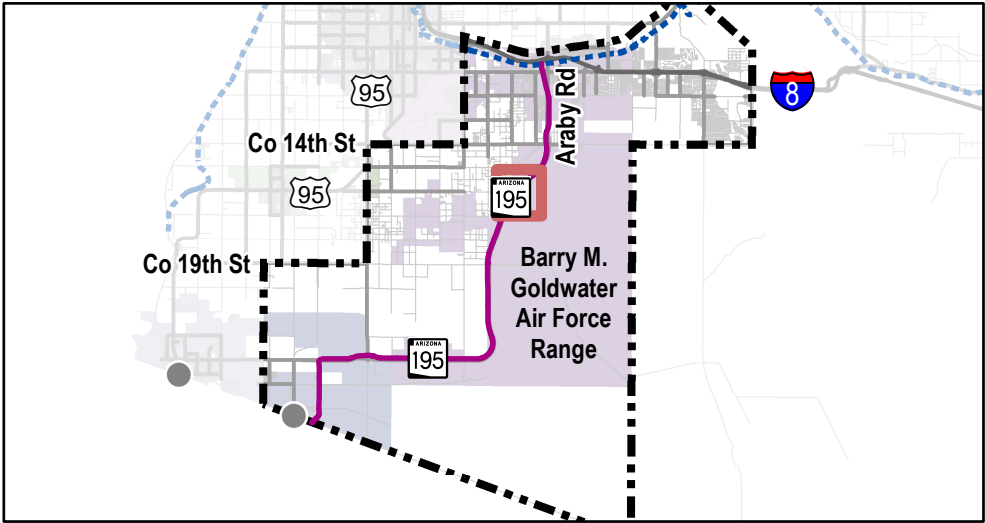 95
8
Araby Rd
Co 14th St
95
ARIZONA
195
Co 19th St
Barry M.
Goldwater
Air Force
Range
ARIZONA
195